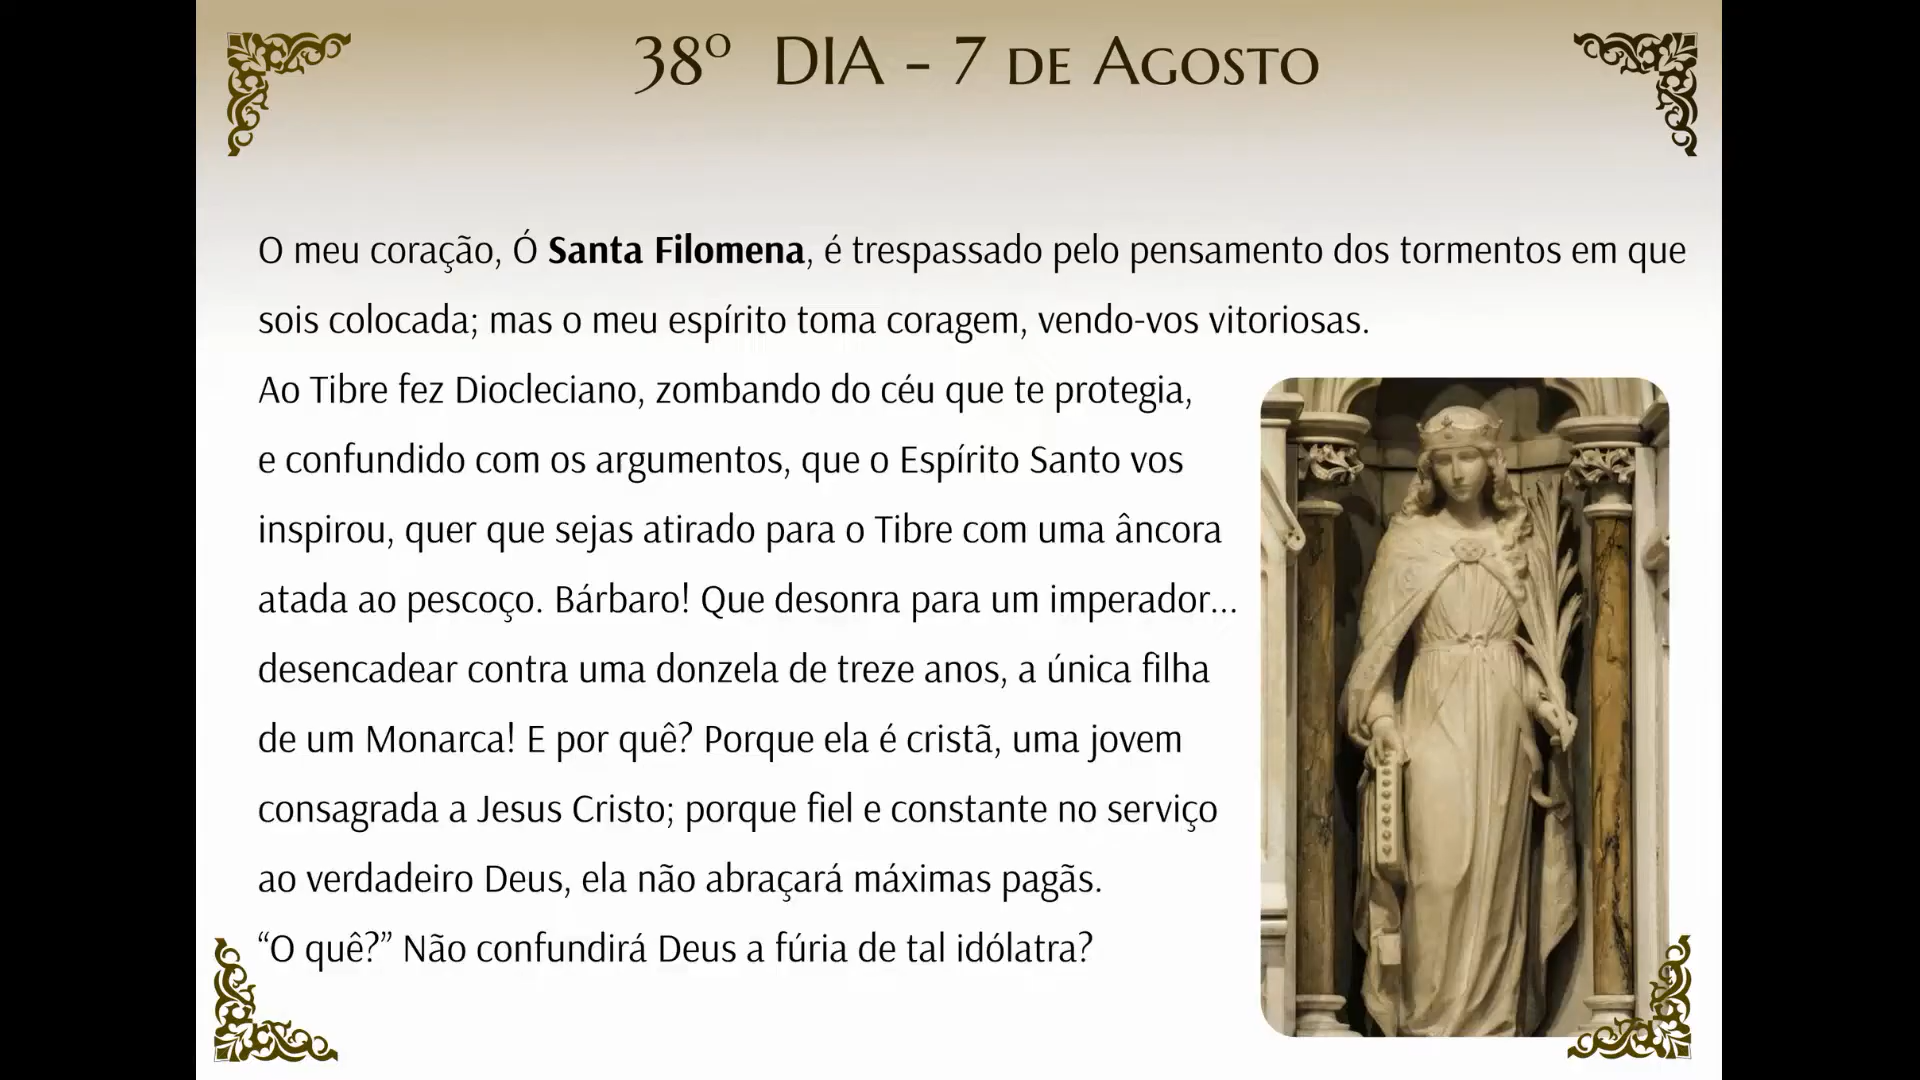 38º DIA - 7 DE AGOSTO
O meu coração, Ó Santa Filomena, é trespassado pelo pensamento dos tormentos em que
sois colocada; mas o meu espírito toma coragem, vendo-vos vitoriosas.
Ao Tibre fez Diocleciano, zombando do céu que te protegia,
e confundido com os argumentos, que o Espírito Santo vos
inspirou, quer que sejas atirado para o Tibre com uma âncora
atada ao pescoço. Bárbaro! Que desonra para um imperador...
desencadear contra uma donzela de treze anos, a única filha
de um Monarca! E por quê? Porque ela é cristã, uma jovem
consagrada a Jesus Cristo; porque fiel e constante no serviço
ao verdadeiro Deus, ela não abraçará máximas pagãs.
“O quê?” Não confundirá Deus a fúria de tal idólatra?